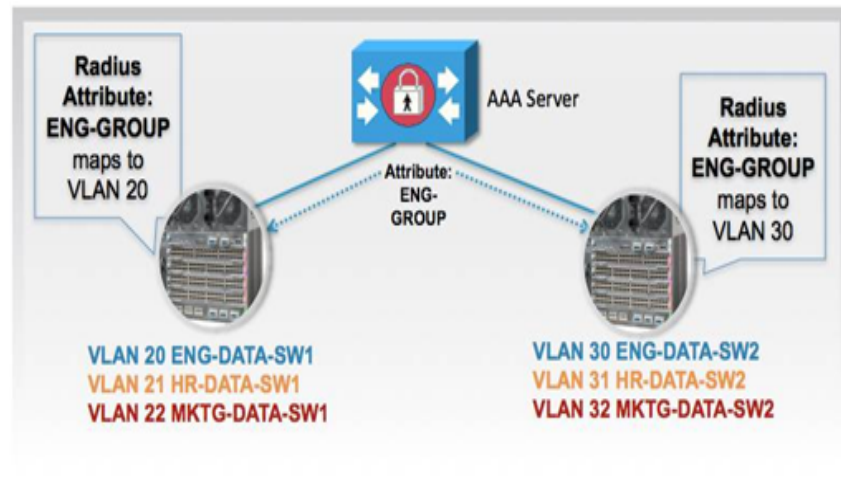 Radius
Attribute:
ENG-GROUP
maps to
VLAN 20
AAA Server
Attribute:
ENG-
GROUP
Radius
Attribute:
ENG-GROUP
maps to
VLAN 30
VLAN 20 ENG-DATA-SW1
VLAN 21 HR-DATA-SW1
VLAN 22 MKTG-DATA-SW1
VLAN 30 ENG-DATA-SW2
VLAN 31 HR-DATA-SW2
VLAN 32 MKTG-DATA-SW2